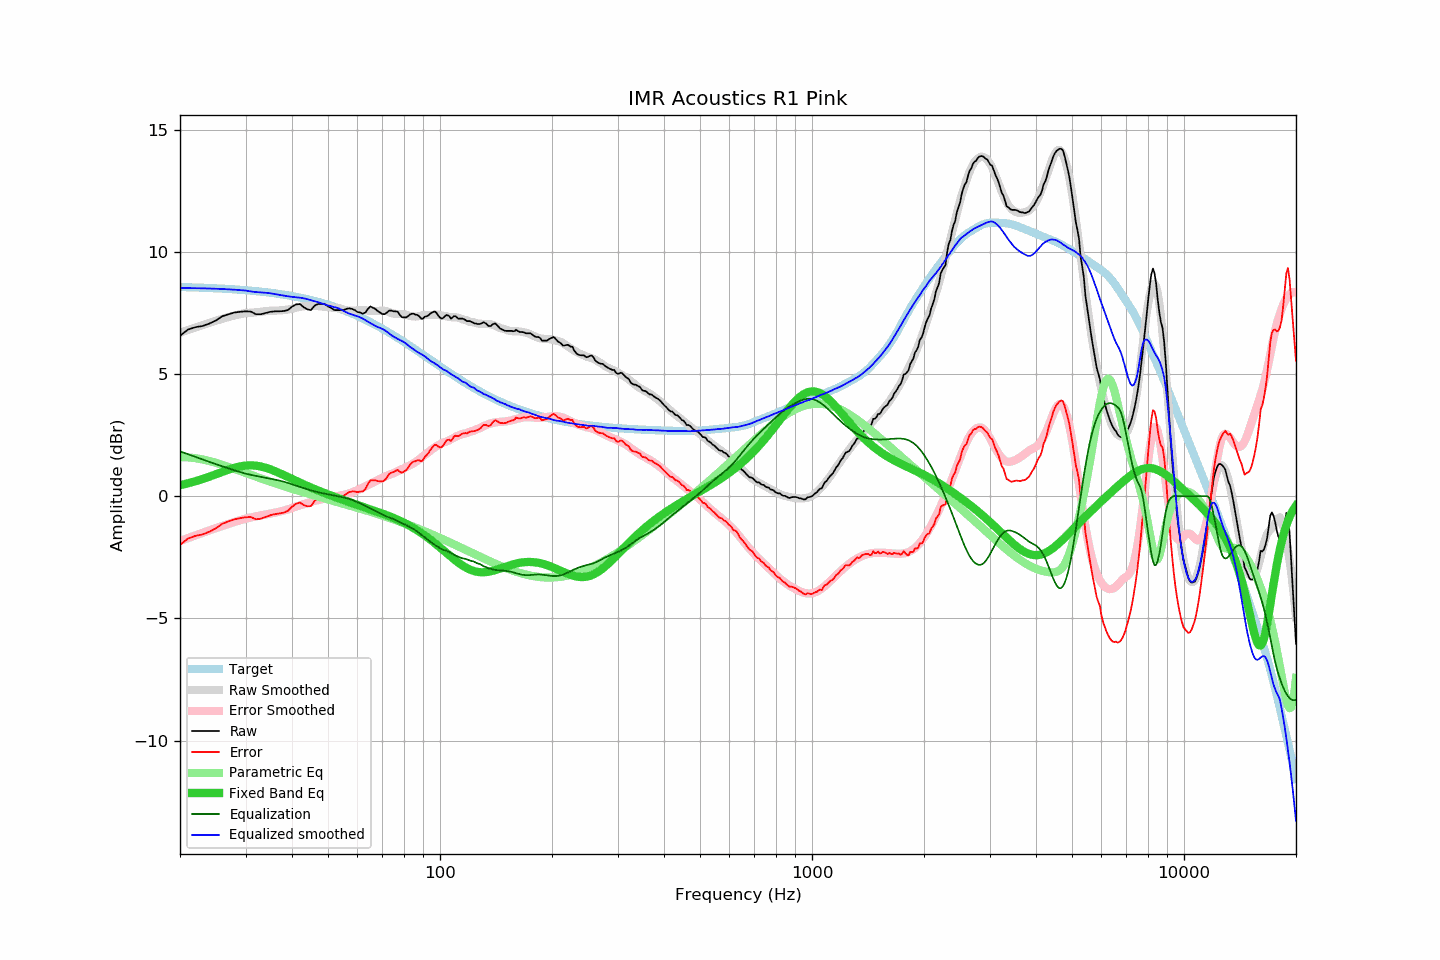 IMR Acoustics R1 Pink
15
10
5
0
−5
−10
Amplitude (dBr)
Target
Raw Smoothed
Error Smoothed
Raw
Error
Parametric Eq
Fixed Band Eq
Equalization
Equalized smoothed
100
1000
10000
Frequency (Hz)